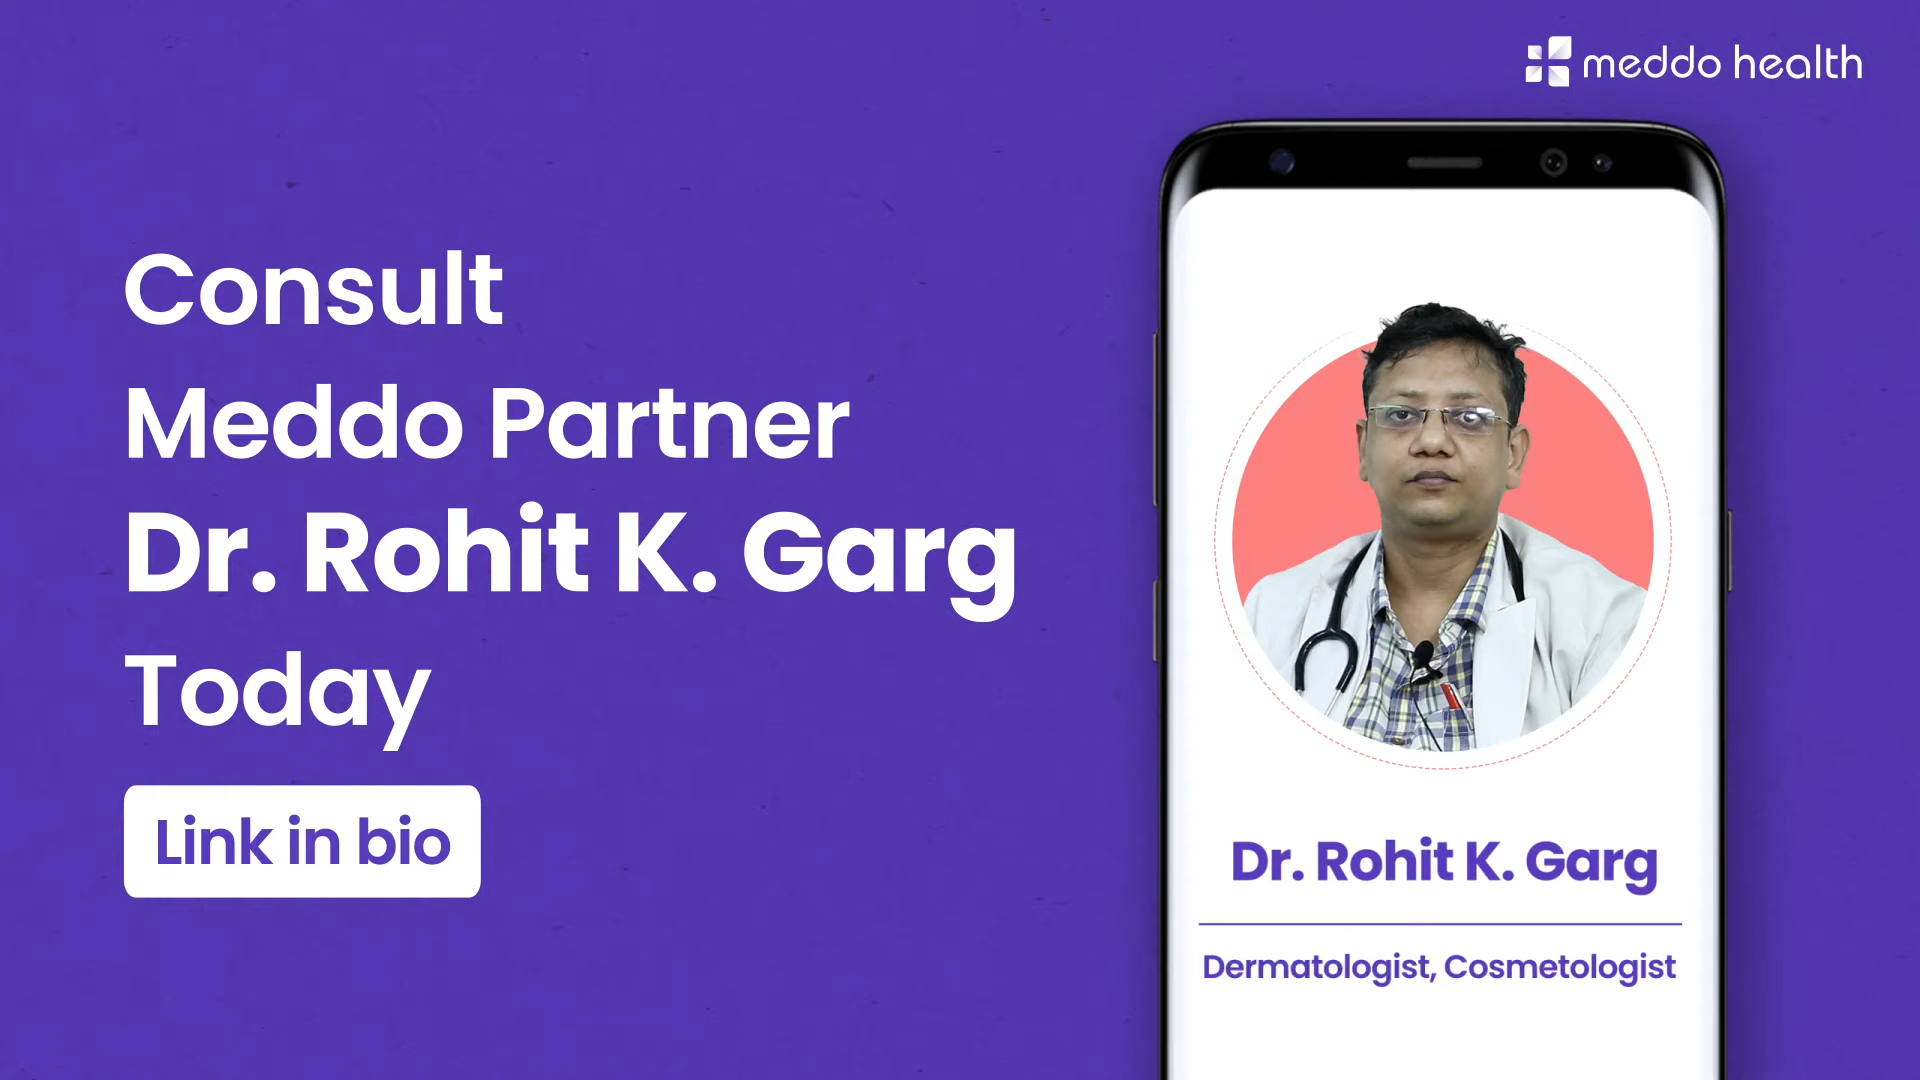 meddo health
Consult
Meddo Partner
Dr. Rohit K. Garg
Today
Link in bio
Dr. Rohit K. Garg
Dermatologist, Cosmetologist